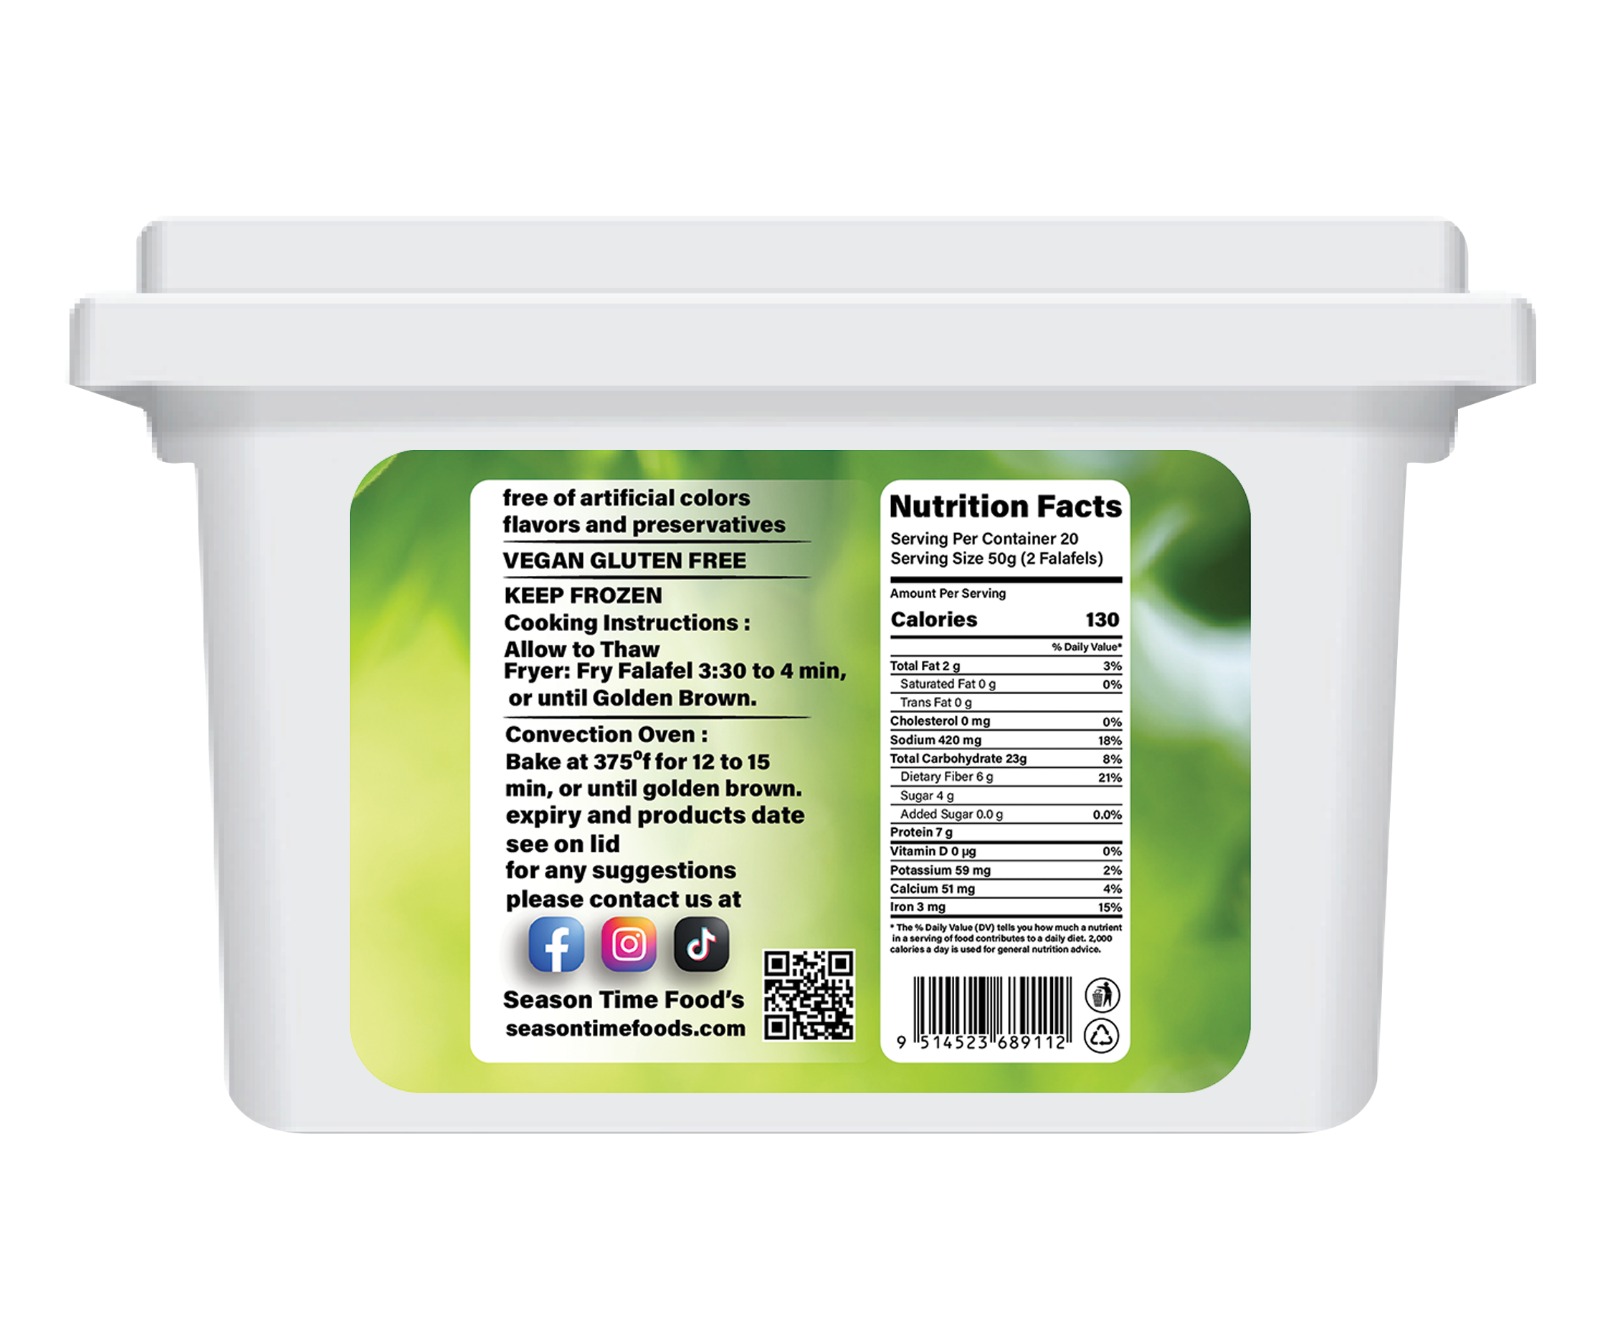 free of artificial colors
flavors and preservatives
VEGAN GLUTEN FREE
KEEP FROZEN
Cooking Instructions :
Allow to Thaw
Fryer: Fry Falafel 3:30 to 4 min,
or until Golden Brown.
Convection Oven :
Bake at 375ºf for 12 to 15
min, or until golden brown.
expiry and products date
see on lid
for any suggestions
please contact us at
Season Time Food's
seasontimefoods.com
Nutrition Facts
Serving Per Container 20
Serving Size 50g (2 Falafels)
Amount Per Serving
Calories 130
% Daily Value*
Total Fat 2 g 3%
Saturated Fat 0 g 0%
Trans Fat 0 g
Cholesterol 0 mg 0%
Sodium 420 mg 18%
Total Carbohydrate 23g 8%
Dietary Fiber 6 g 21%
Sugar 4 g
Added Sugar 0.0 g 0.0%
Protein 7 g
Vitamin D 0 µg 0%
Potassium 59 mg 2%
Calcium 51 mg 4%
Iron 3 mg 15%
* The % Daily Value (DV) tells you how much a nutrient
in a serving of food contributes to a daily diet. 2,000
calories a day is used for general nutrition advice.
9 514523 689112